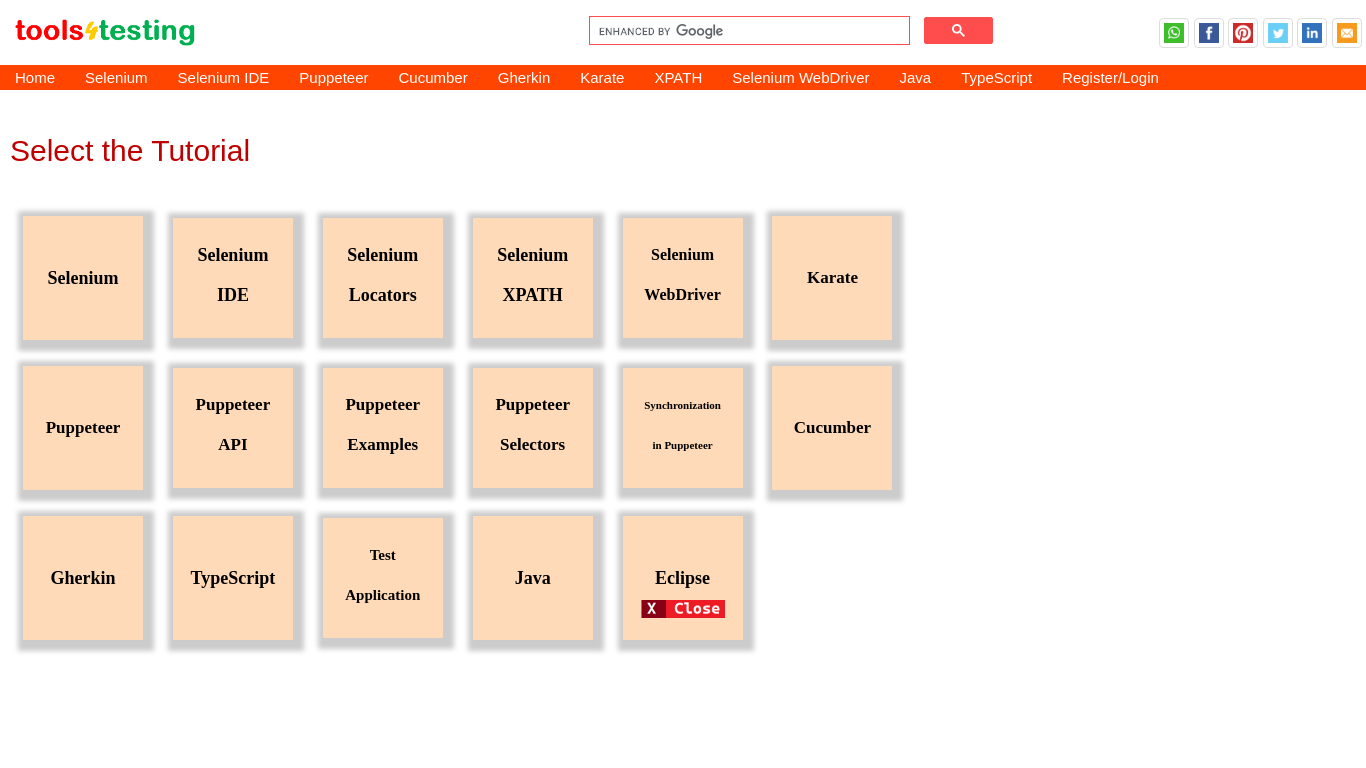 tools4testing
ENHANCED BY Google
Home Selenium Selenium IDE Puppeteer Cucumber Gherkin Karate XPATH Selenium WebDriver Java TypeScript Register/Login
Select the Tutorial
Selenium
Selenium
IDE
Selenium
Locators
Selenium
XPATH
Selenium
WebDriver
Karate
Puppeteer
Puppeteer
API
Puppeteer
Examples
Puppeteer
Selectors
Synchronization
in Puppeteer
Cucumber
Gherkin
TypeScript
Test
Application
Java
Eclipse
X Close